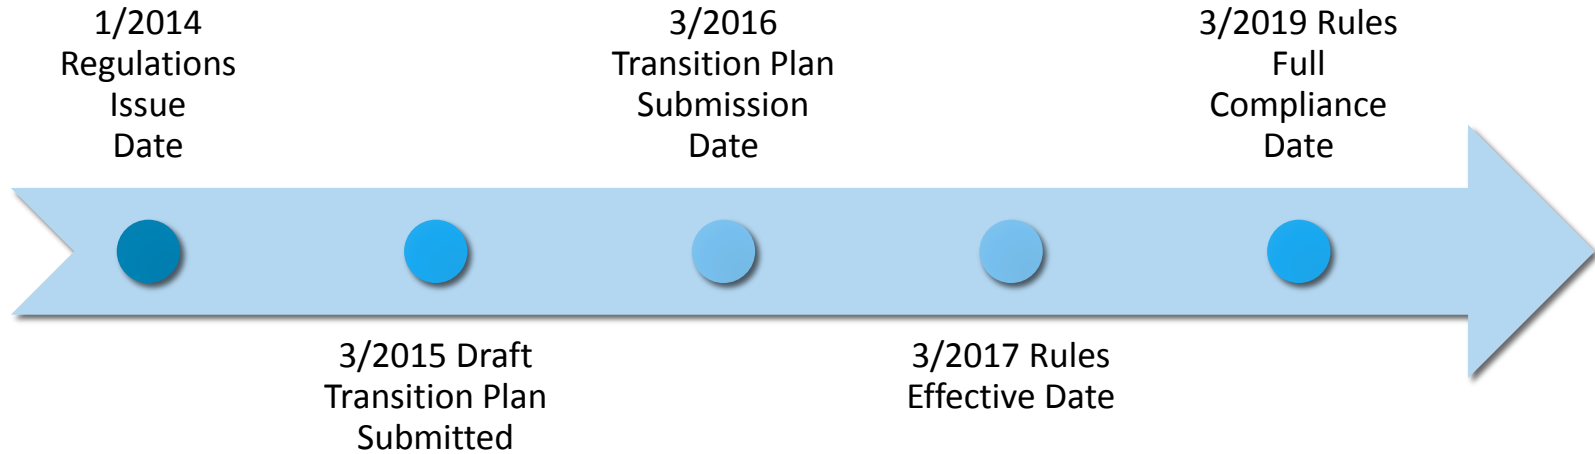 1/2014
Regulations
Issue
Date
3/2015 Draft
Transition Plan
Submitted
3/2016
Transition Plan
Submission
Date
3/2017 Rules
Effective Date
3/2019 Rules
Full
Compliance
Date